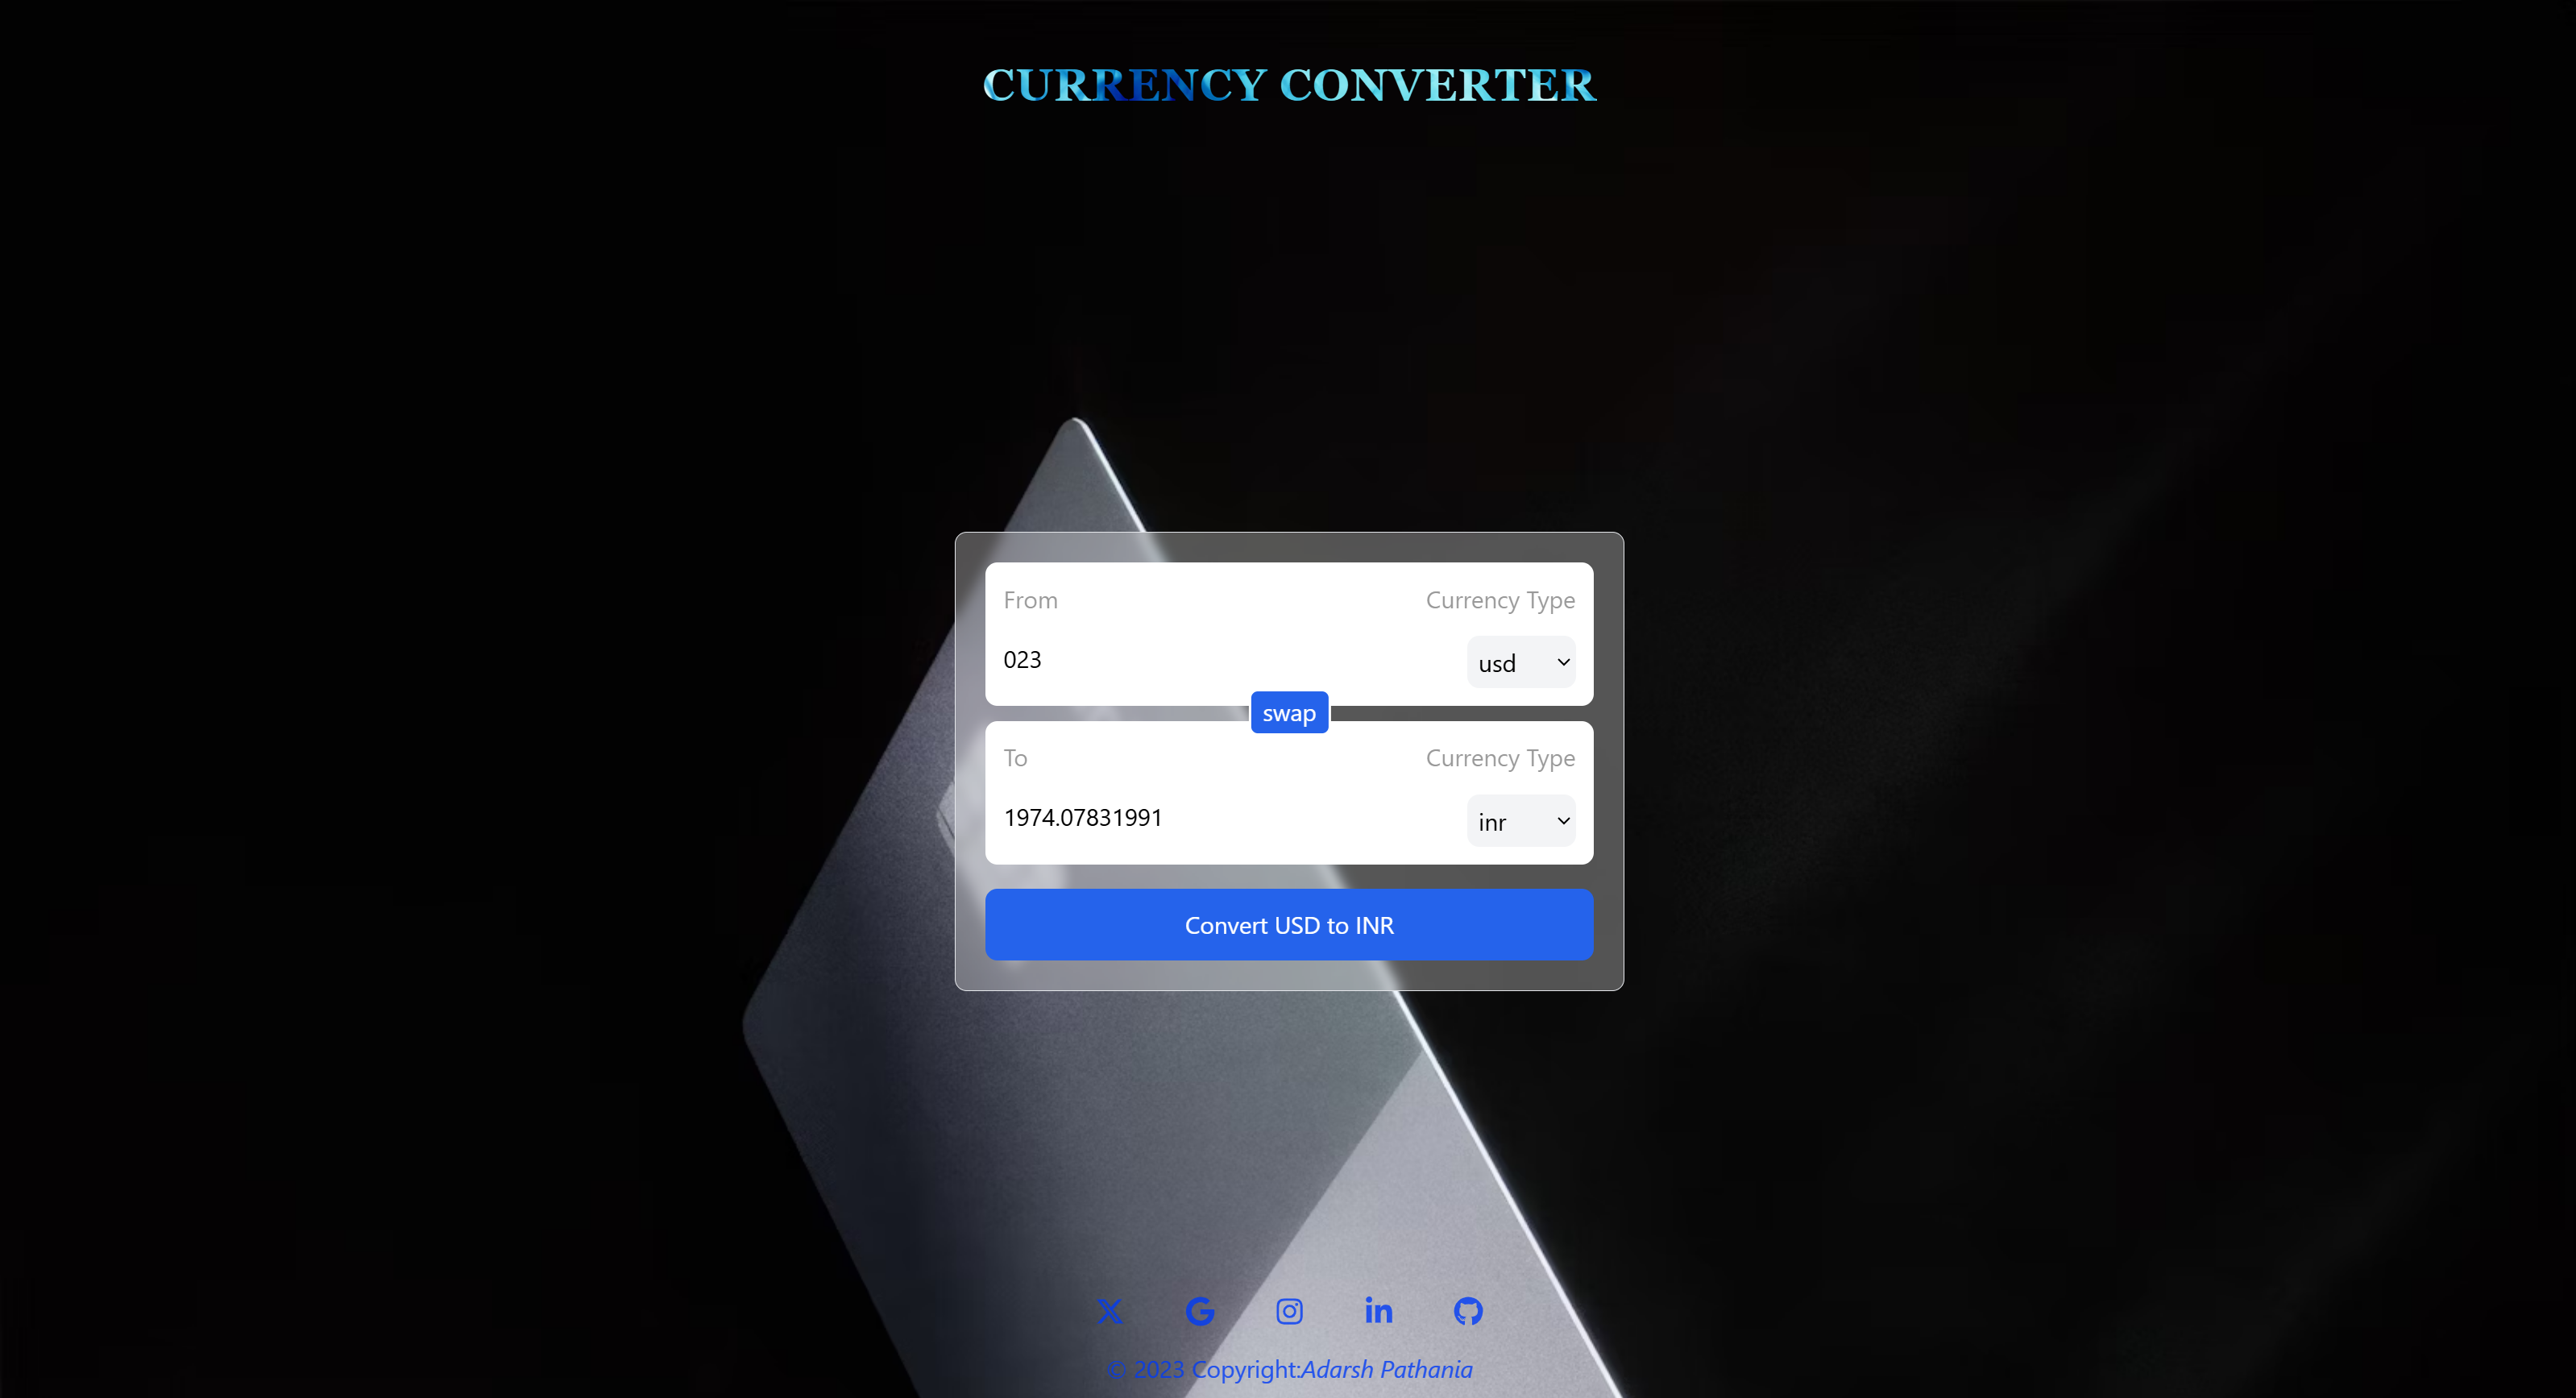 CURRENCY CONVERTER
From Currency Type
023 usd
swap
To Currency Type
1974.07831991 inr
Convert USD to INR
© 2023 Copyright:Adarsh Pathania